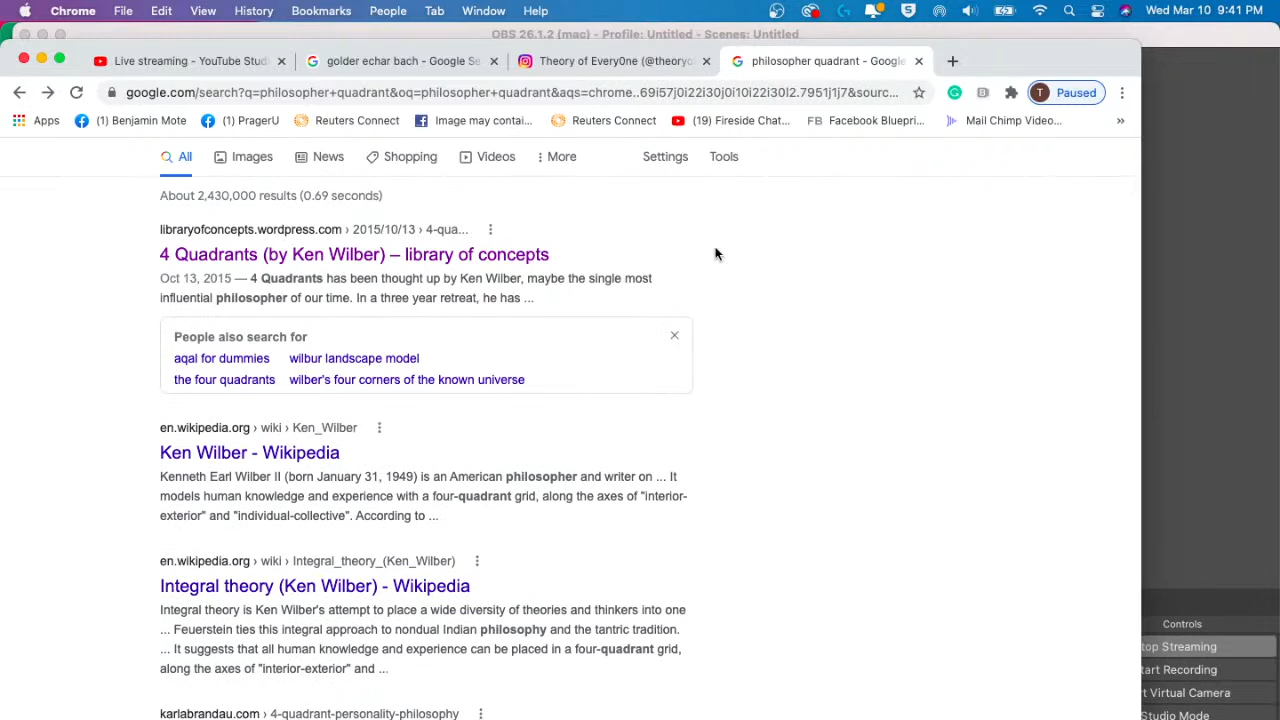 Chrome File Edit View History Bookmarks People Tab Window Help Wed Mar 10 9:41 PM
OBS 26.1.2 (mac) - Profile: Untitled - Scenes: Untitled
Live streaming - YouTube Stud golder echar bach - Google Se Theory of EveryOne (@theoryo philosopher quadrant - Google
google.com/search?q=philosopher+quadrant&oq=philosopher+quadrant&aqs=chrome..69i57j0i22i30j0i10i22i30l2.7951j1j7&sourc... Paused
Apps (1) Benjamin Mote (1) PragerU Reuters Connect Image may contai... Reuters Connect (19) Fireside Chat... FB Facebook Bluepri... Mail Chimp Video... »
All Images News Shopping Videos More Settings Tools
About 2,430,000 results (0.69 seconds)
libraryofconcepts.wordpress.com › 2015/10/13 › 4-qua...
4 Quadrants (by Ken Wilber) – library of concepts
Oct 13, 2015 — 4 Quadrants has been thought up by Ken Wilber, maybe the single most
influential philosopher of our time. In a three year retreat, he has ...
People also search for
aqal for dummies wilbur landscape model
the four quadrants wilber's four corners of the known universe
en.wikipedia.org › wiki › Ken_Wilber
Ken Wilber - Wikipedia
Kenneth Earl Wilber II (born January 31, 1949) is an American philosopher and writer on ... It
models human knowledge and experience with a four-quadrant grid, along the axes of "interior-
exterior" and "individual-collective". According to ...
en.wikipedia.org › wiki › Integral_theory_(Ken_Wilber)
Integral theory (Ken Wilber) - Wikipedia
Integral theory is Ken Wilber's attempt to place a wide diversity of theories and thinkers into one
... Feuerstein ties this integral approach to nondual Indian philosophy and the tantric tradition.
... It suggests that all human knowledge and experience can be placed in a four-quadrant grid,
along the axes of "interior-exterior" and ...
karlabrandau.com › 4-quadrant-personality-philosophy
Controls
top Streaming
tart Recording
t Virtual Camera
Studio Mode